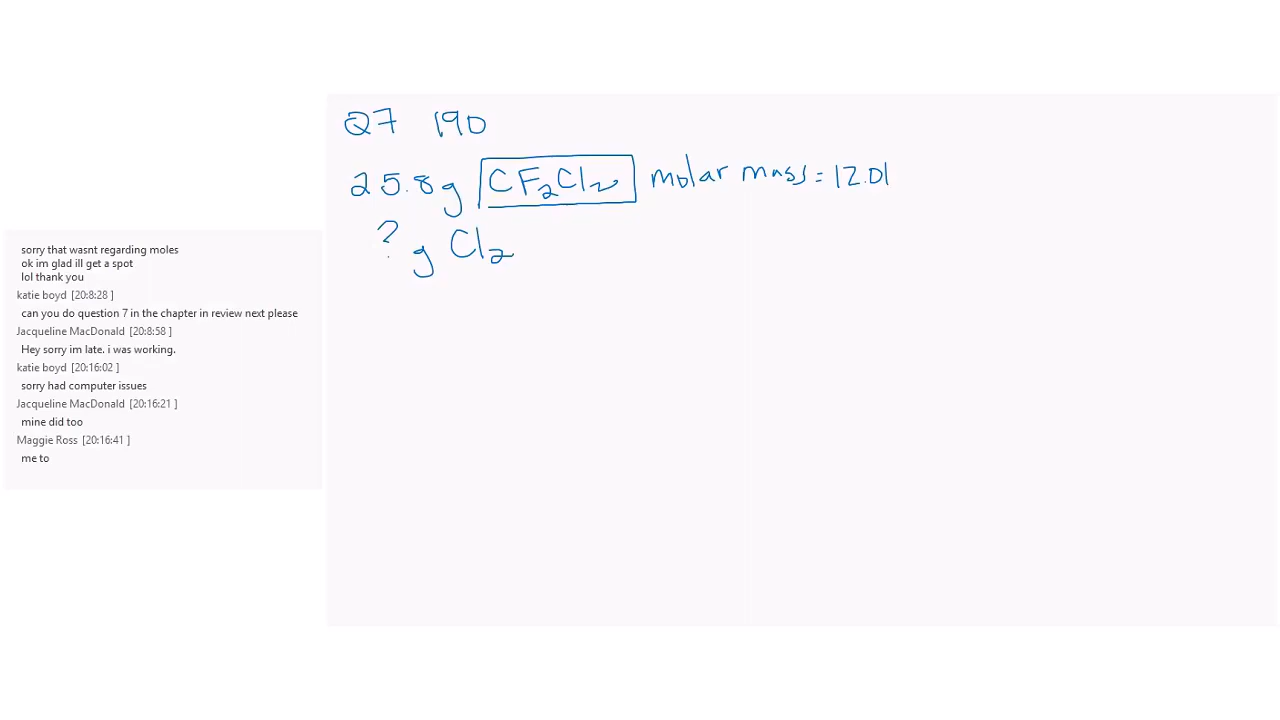 sorry that wasnt regarding moles
ok im glad ill get a spot
lol thank you
katie boyd [20:8:28 ]
can you do question 7 in the chapter in review next please
Jacqueline MacDonald [20:8:58 ]
Hey sorry im late. i was working.
katie boyd [20:16:02 ]
sorry had computer issues
Jacqueline MacDonald [20:16:21 ]
mine did too
Maggie Ross [20:16:41 ]
me to
Q7 190
25.8g CF₂Cl₂ molar mass = 12.01
? g Cl₂